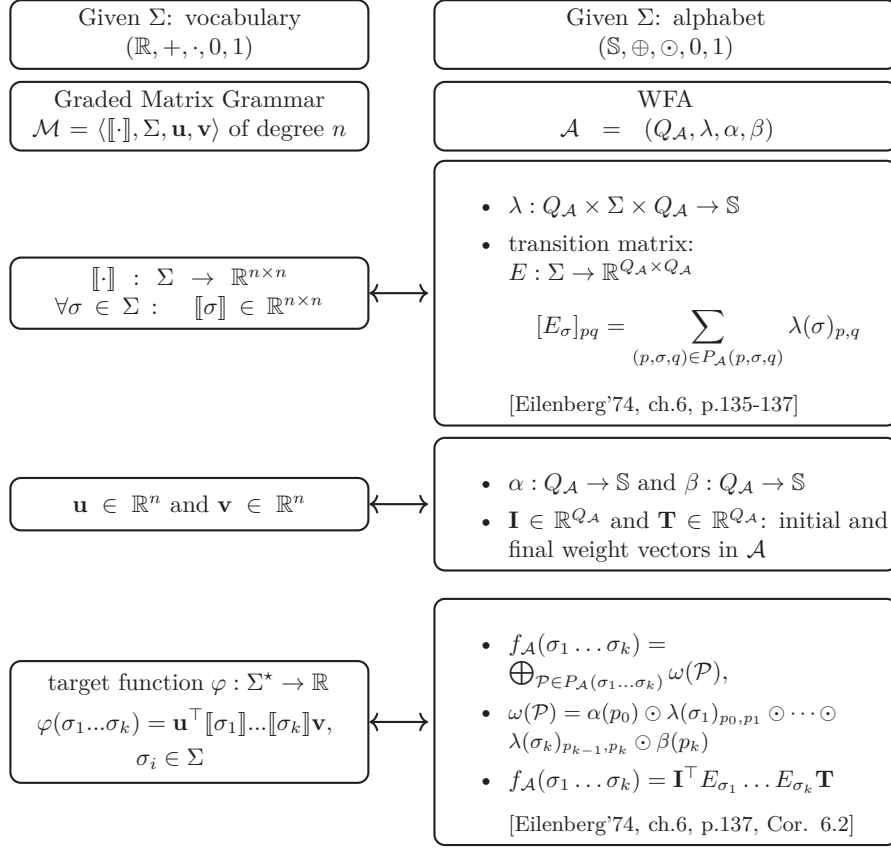 Given Σ: vocabulary
(ℝ, +, ·, 0, 1)
Given Σ: alphabet
(𝕊, ⊕, ⊙, 0, 1)
Graded Matrix Grammar
ℳ = ⟨⟦·⟧, Σ, u, v⟩ of degree n
WFA
𝒜 = (Q_𝒜, λ, α, β)
⟦·⟧ : Σ → ℝ^{n×n}
∀σ ∈ Σ : ⟦σ⟧ ∈ ℝ^{n×n}
• λ : Q_𝒜 × Σ × Q_𝒜 → 𝕊
• transition matrix:
E : Σ → ℝ^{Q_𝒜×Q_𝒜}
[E_σ]_{pq} = ∑_{(p,σ,q)∈P_𝒜(p,σ,q)} λ(σ)_{p,q}
[Eilenberg'74, ch.6, p.135-137]
u ∈ ℝ^n and v ∈ ℝ^n
• α : Q_𝒜 → 𝕊 and β : Q_𝒜 → 𝕊
• I ∈ ℝ^{Q_𝒜} and T ∈ ℝ^{Q_𝒜}: initial and
final weight vectors in 𝒜
target function φ : Σ^⋆ → ℝ
φ(σ_1...σ_k) = u^⊤⟦σ_1⟧...⟦σ_k⟧v,
σ_i ∈ Σ
• f_𝒜(σ_1 … σ_k) =
⨁_{𝒫∈P_𝒜(σ_1…σ_k)} ω(𝒫),
• ω(𝒫) = α(p_0) ⊙ λ(σ_1)_{p_0,p_1} ⊙ ⋯ ⊙
λ(σ_k)_{p_{k−1},p_k} ⊙ β(p_k)
• f_𝒜(σ_1 … σ_k) = I^⊤ E_{σ_1} … E_{σ_k} T
[Eilenberg'74, ch.6, p.137, Cor. 6.2]